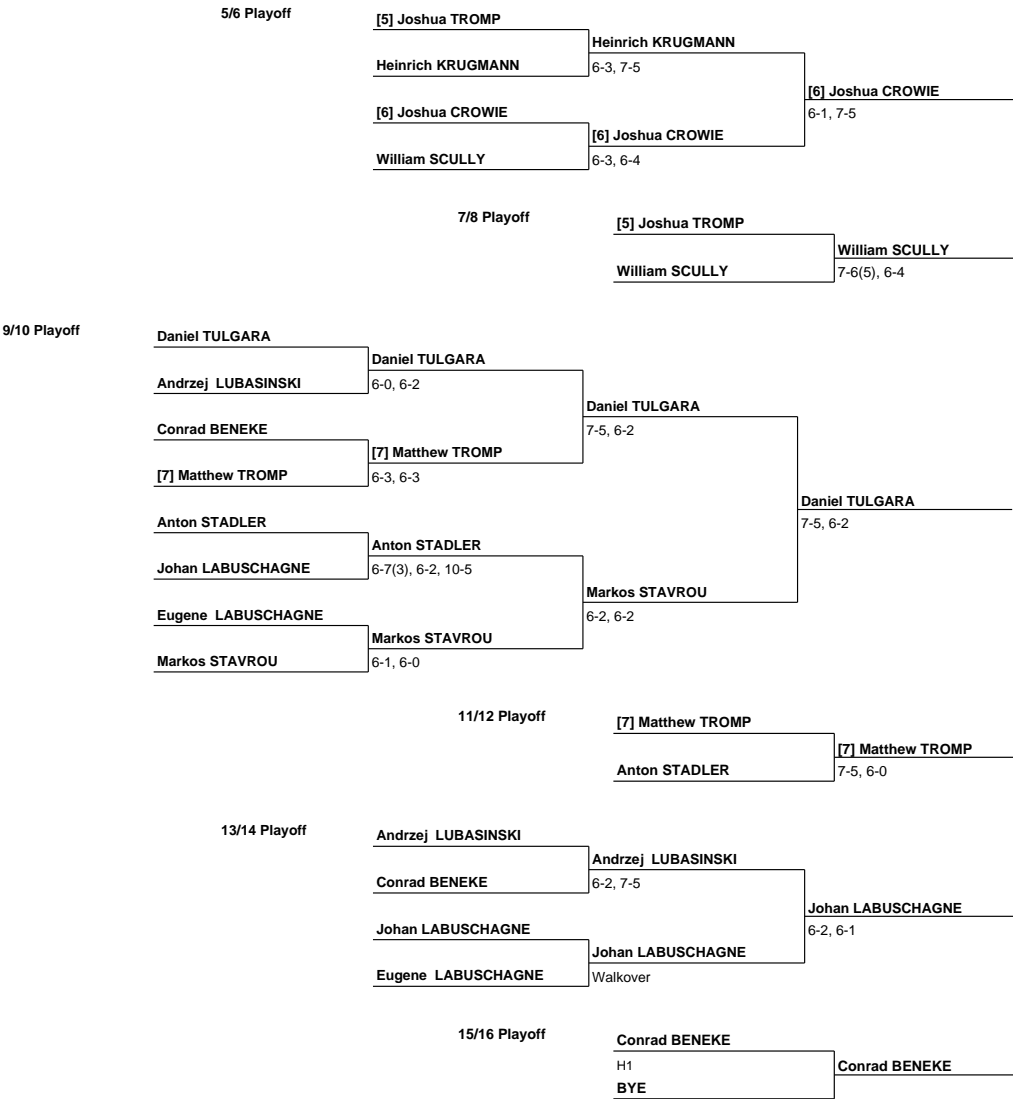 5/6 Playoff
[5] Joshua TROMP
Heinrich KRUGMANN
Heinrich KRUGMANN
6-3, 7-5
[6] Joshua CROWIE
[6] Joshua CROWIE
6-1, 7-5
[6] Joshua CROWIE
William SCULLY
6-3, 6-4
7/8 Playoff
[5] Joshua TROMP
William SCULLY
William SCULLY
7-6(5), 6-4
9/10 Playoff
Daniel TULGARA
Daniel TULGARA
Andrzej LUBASINSKI
6-0, 6-2
Daniel TULGARA
Conrad BENEKE
7-5, 6-2
[7] Matthew TROMP
[7] Matthew TROMP
6-3, 6-3
Daniel TULGARA
Anton STADLER
7-5, 6-2
Anton STADLER
Johan LABUSCHAGNE
6-7(3), 6-2, 10-5
Markos STAVROU
Eugene LABUSCHAGNE
6-2, 6-2
Markos STAVROU
Markos STAVROU
6-1, 6-0
11/12 Playoff
[7] Matthew TROMP
[7] Matthew TROMP
Anton STADLER
7-5, 6-0
13/14 Playoff
Andrzej LUBASINSKI
Andrzej LUBASINSKI
Conrad BENEKE
6-2, 7-5
Johan LABUSCHAGNE
Johan LABUSCHAGNE
6-2, 6-1
Johan LABUSCHAGNE
Eugene LABUSCHAGNE
Walkover
15/16 Playoff
Conrad BENEKE
H1
Conrad BENEKE
BYE